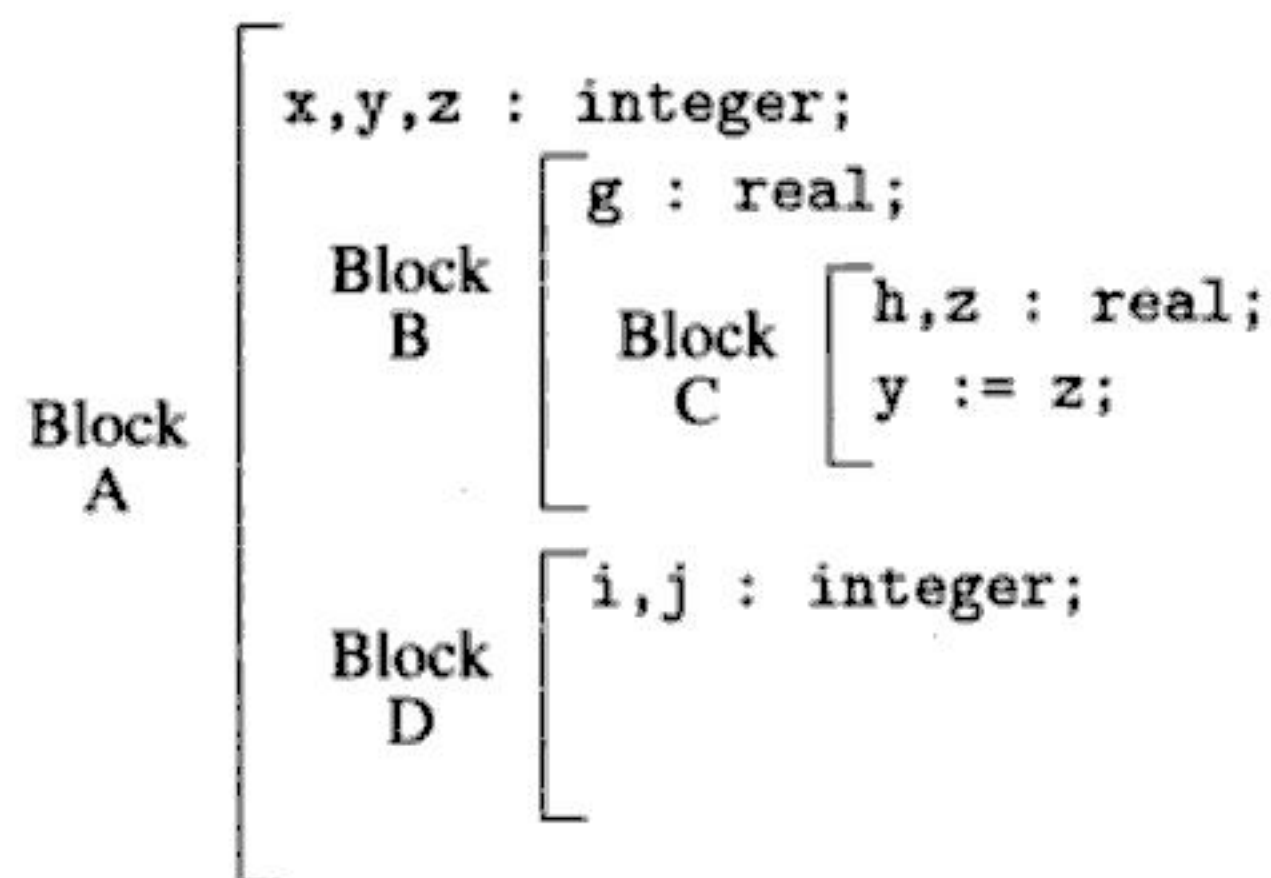 x,y,z : integer;
g : real;
Block
B
h,z : real;
Block
C
y := z;
Block
A
i,j : integer;
Block
D